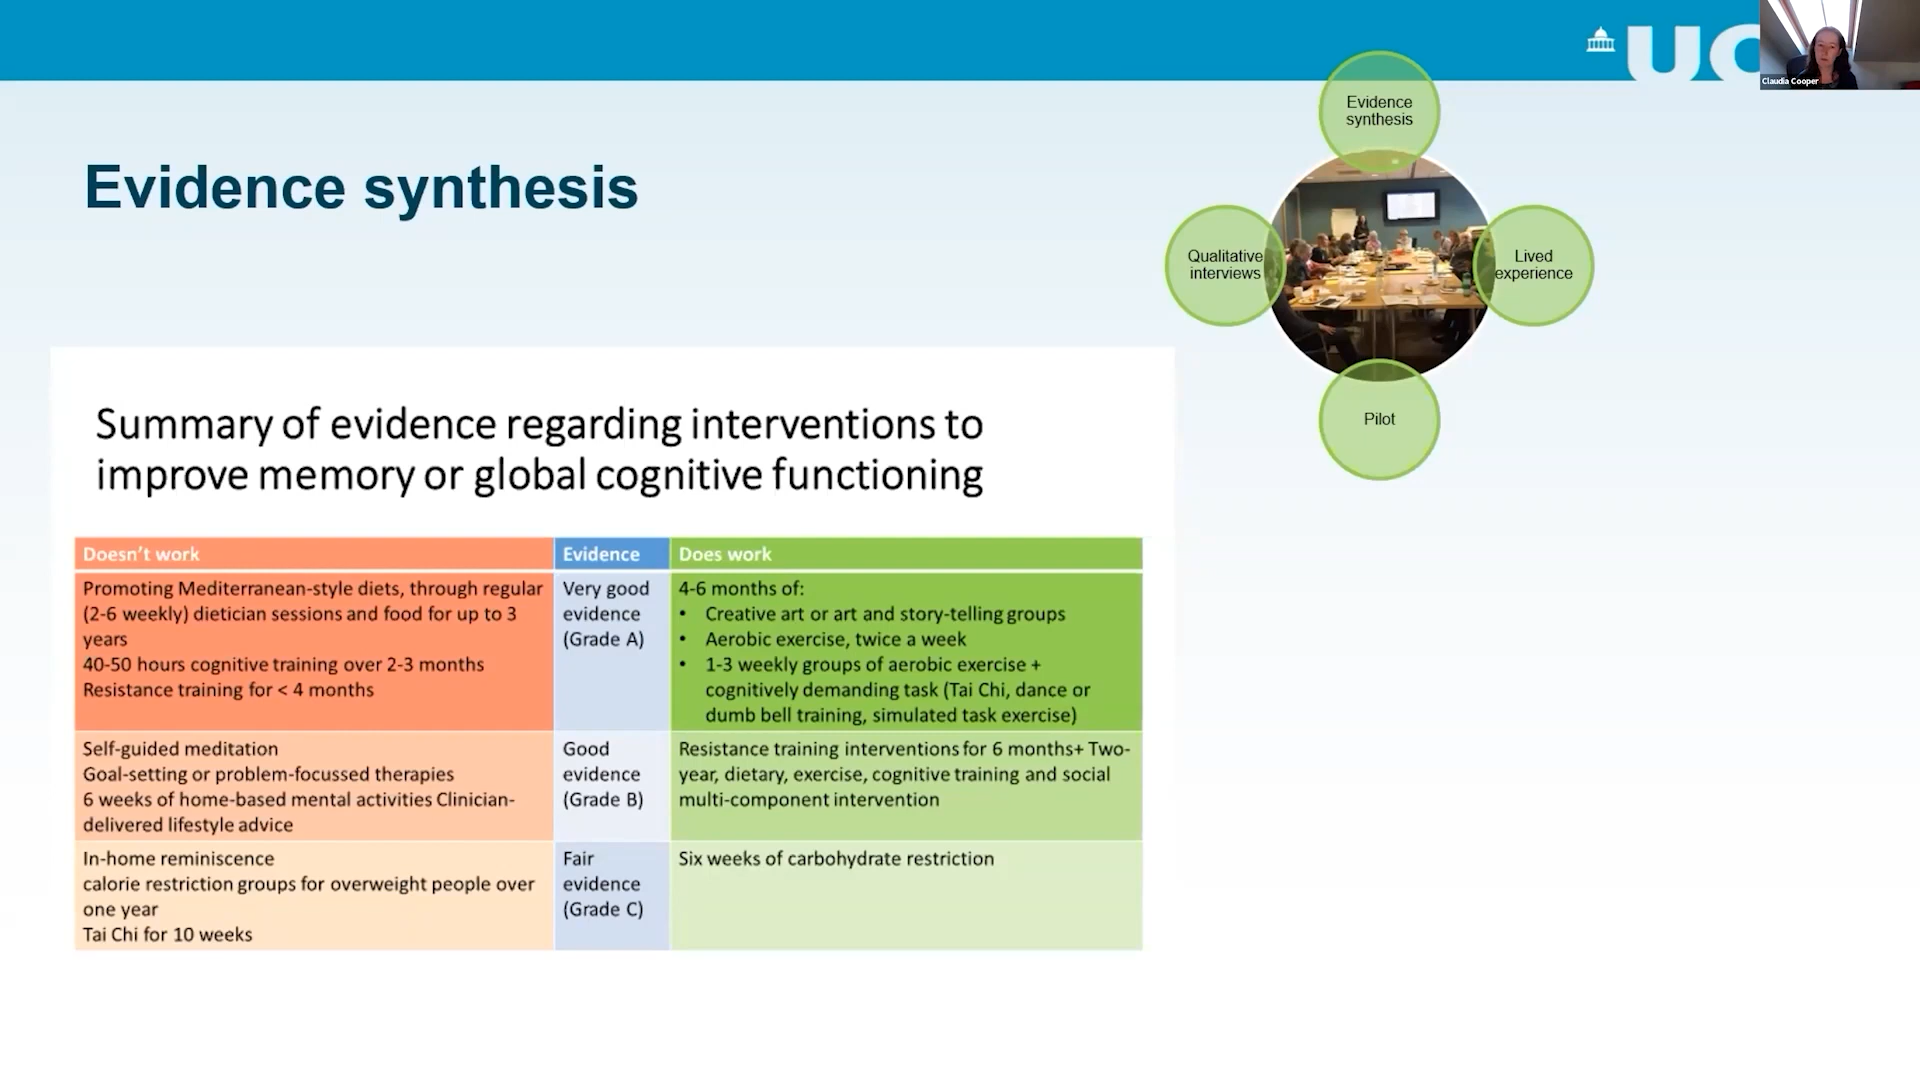 UC
Claudia Cooper
Evidence
synthesis
Evidence synthesis
Qualitative
interviews
Lived
experience
Pilot
Summary of evidence regarding interventions to
improve memory or global cognitive functioning
Doesn't work
Evidence
Does work
Promoting Mediterranean-style diets, through regular
(2-6 weekly) dietician sessions and food for up to 3
years
40-50 hours cognitive training over 2-3 months
Resistance training for < 4 months
Very good
evidence
(Grade A)
4-6 months of:
• Creative art or art and story-telling groups
• Aerobic exercise, twice a week
• 1-3 weekly groups of aerobic exercise +
cognitively demanding task (Tai Chi, dance or
dumb bell training, simulated task exercise)
Self-guided meditation
Goal-setting or problem-focussed therapies
6 weeks of home-based mental activities Clinician-
delivered lifestyle advice
Good
evidence
(Grade B)
Resistance training interventions for 6 months+ Two-
year, dietary, exercise, cognitive training and social
multi-component intervention
In-home reminiscence
calorie restriction groups for overweight people over
one year
Tai Chi for 10 weeks
Fair
evidence
(Grade C)
Six weeks of carbohydrate restriction